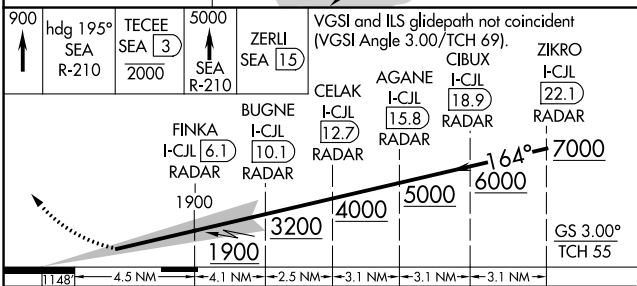 900
hdg 195°
SEA
R-210
TECEE
SEA 3
2000
5000
SEA
R-210
ZERLI
SEA 15
VGSI and ILS glidepath not coincident
(VGSI Angle 3.00/TCH 69).
ZIKRO
I-CJL
22.1
RADAR
CIBUX
I-CJL
18.9
RADAR
AGANE
I-CJL
15.8
RADAR
CELAK
I-CJL
12.7
RADAR
BUGNE
I-CJL
10.1
RADAR
FINKA
I-CJL 6.1
RADAR
164°
7000
6000
5000
4000
3200
1900
1900
GS 3.00°
TCH 55
1148'
4.5 NM
4.1 NM
2.5 NM
3.1 NM
3.1 NM
3.1 NM